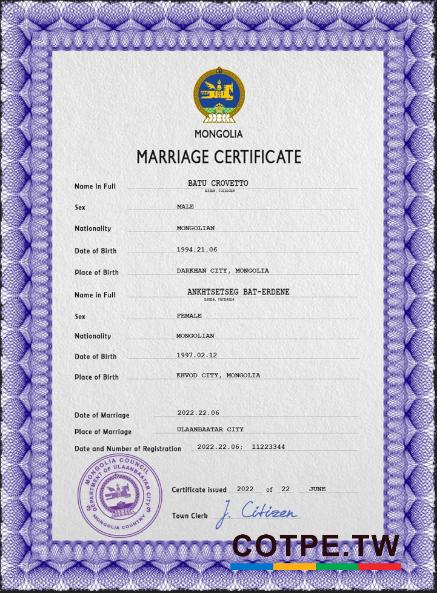 MONGOLIA
MARRIAGE CERTIFICATE
Name in Full BATU CROVETTO
Sex MALE
Nationality MONGOLIAN
Date of Birth 1994.21.06
Place of Birth DARKHAN CITY, MONGOLIA
Name in Full ANKHTSETSEG BAT-ERDENE
Sex FEMALE
Nationality MONGOLIAN
Date of Birth 1997.02.12
Place of Birth KHVOD CITY, MONGOLIA
Date of Marriage 2022.22.06
Place of Marriage ULAANBAATAR CITY
Date and Number of Registration 2022.22.06; 11223344
MONGOLIA COUNCIL
DEPARTMENT OF ULAANBAATAR CITY
MONGOLIA COUNTRY
Certificate issued 2022 of 22 JUNE
Town Clerk J. Citizen
COTPE.TW